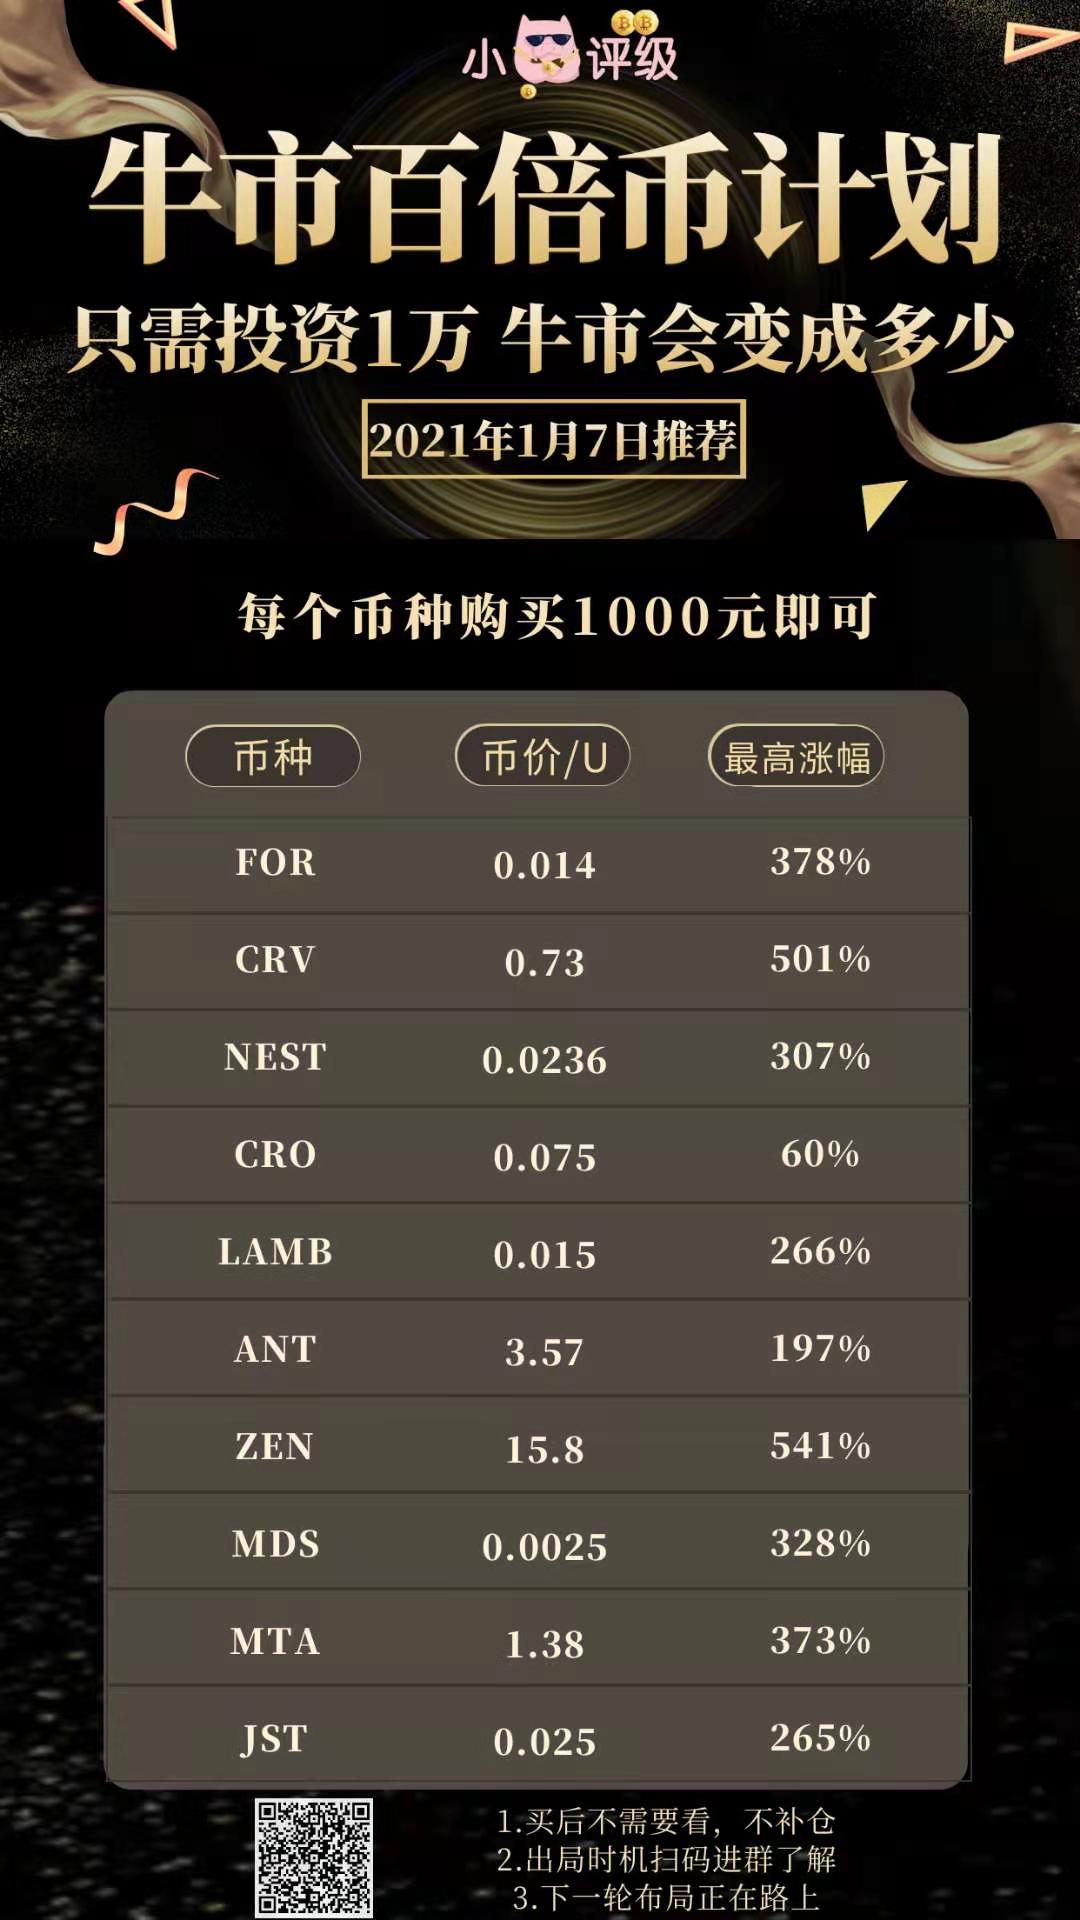 小评级
牛市百倍币计划
只需投资1万 牛市会变成多少
2021年1月7日推荐
每个币种购买1000元即可
币种 币价/U 最高涨幅
FOR 0.014 378%
CRV 0.73 501%
NEST 0.0236 307%
CRO 0.075 60%
LAMB 0.015 266%
ANT 3.57 197%
ZEN 15.8 541%
MDS 0.0025 328%
MTA 1.38 373%
JST 0.025 265%
1.买后不需要看，不补仓
2.出局时机扫码进群了解
3.下一轮布局正在路上